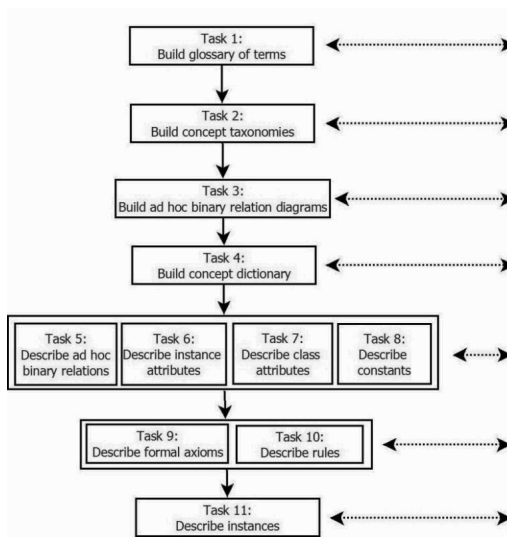 Task 1:
Build glossary of terms
Task 2:
Build concept taxonomies
Task 3:
Build ad hoc binary relation diagrams
Task 4:
Build concept dictionary
Task 5:
Describe ad hoc
binary relations
Task 6:
Describe instance
attributes
Task 7:
Describe class
attributes
Task 8:
Describe
constants
Task 9:
Describe formal axioms
Task 10:
Describe rules
Task 11:
Describe instances